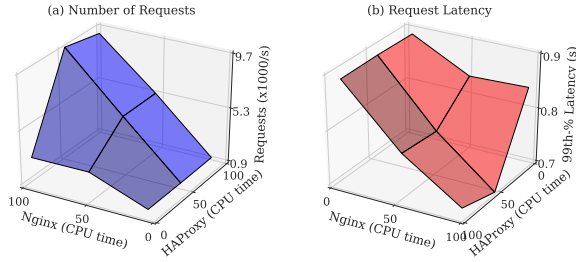 (a) Number of Requests
9.7
5.3
0.9
Requests (x1000/s)
100
50
0
Nginx (CPU time)
0
50
100
HAProxy (CPU time)
(b) Request Latency
0.9
0.8
0.7
99th-% Latency (s)
0
50
100
Nginx (CPU time)
100
50
0
HAProxy (CPU time)